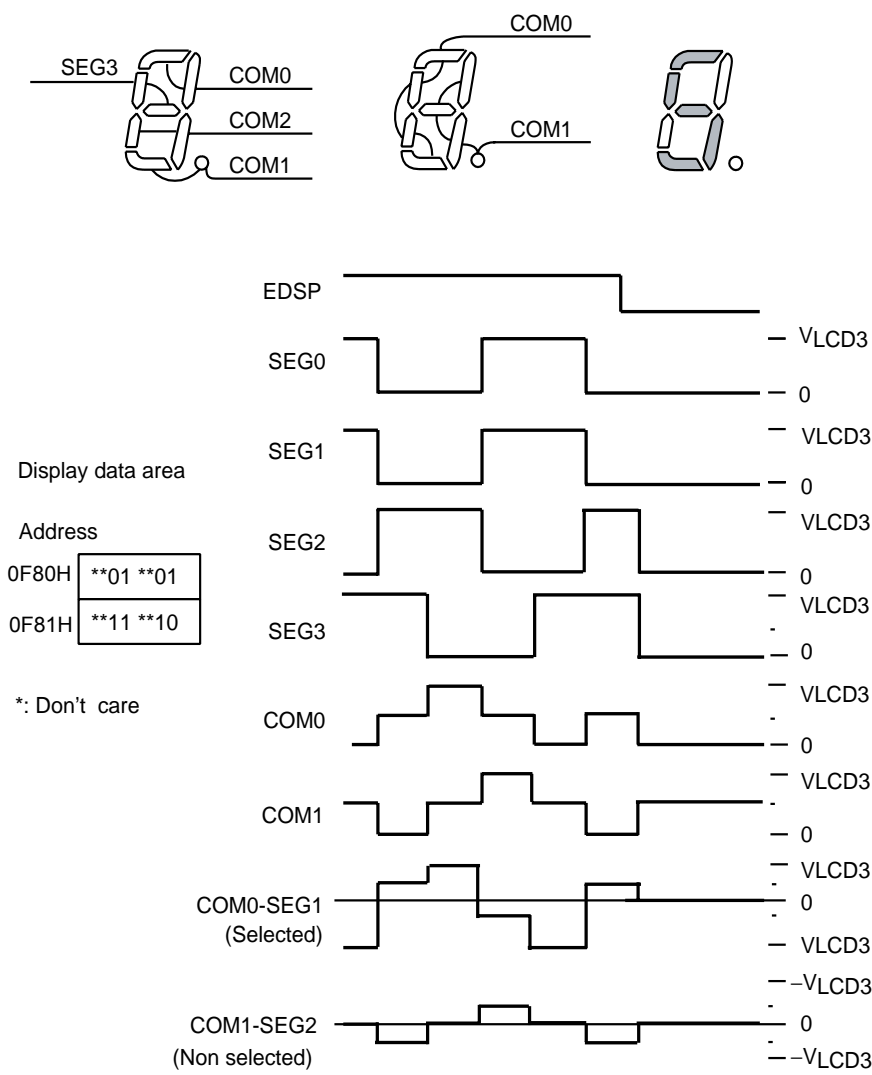 SEG3
COM0
COM2
COM1
COM0
COM1
EDSP
SEG0
VLCD3
0
SEG1
VLCD3
0
Display data area
Address
0F80H **01 **01
0F81H **11 **10
*: Don't care
SEG2
VLCD3
0
SEG3
VLCD3
0
COM0
VLCD3
0
COM1
VLCD3
0
COM0-SEG1
(Selected)
VLCD3
0
VLCD3
COM1-SEG2
(Non selected)
−VLCD3
0
−VLCD3